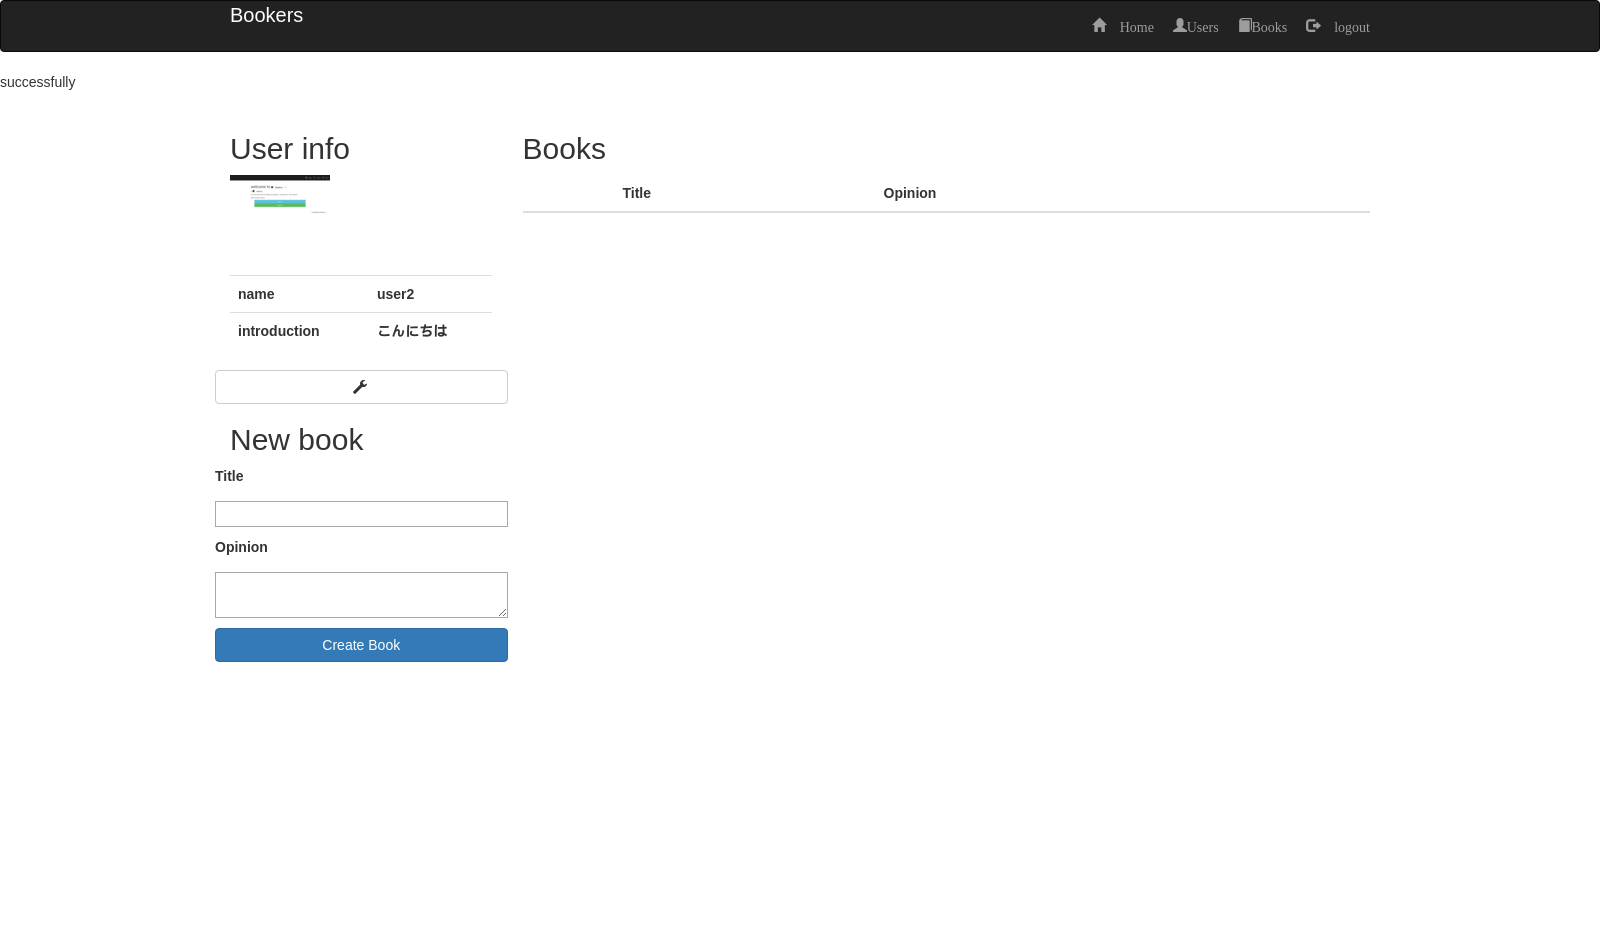 Bookers
Home Users Books logout
successfully
User info
name user2
introduction こんにちは
New book
Title
Opinion
Create Book
Books
Title Opinion